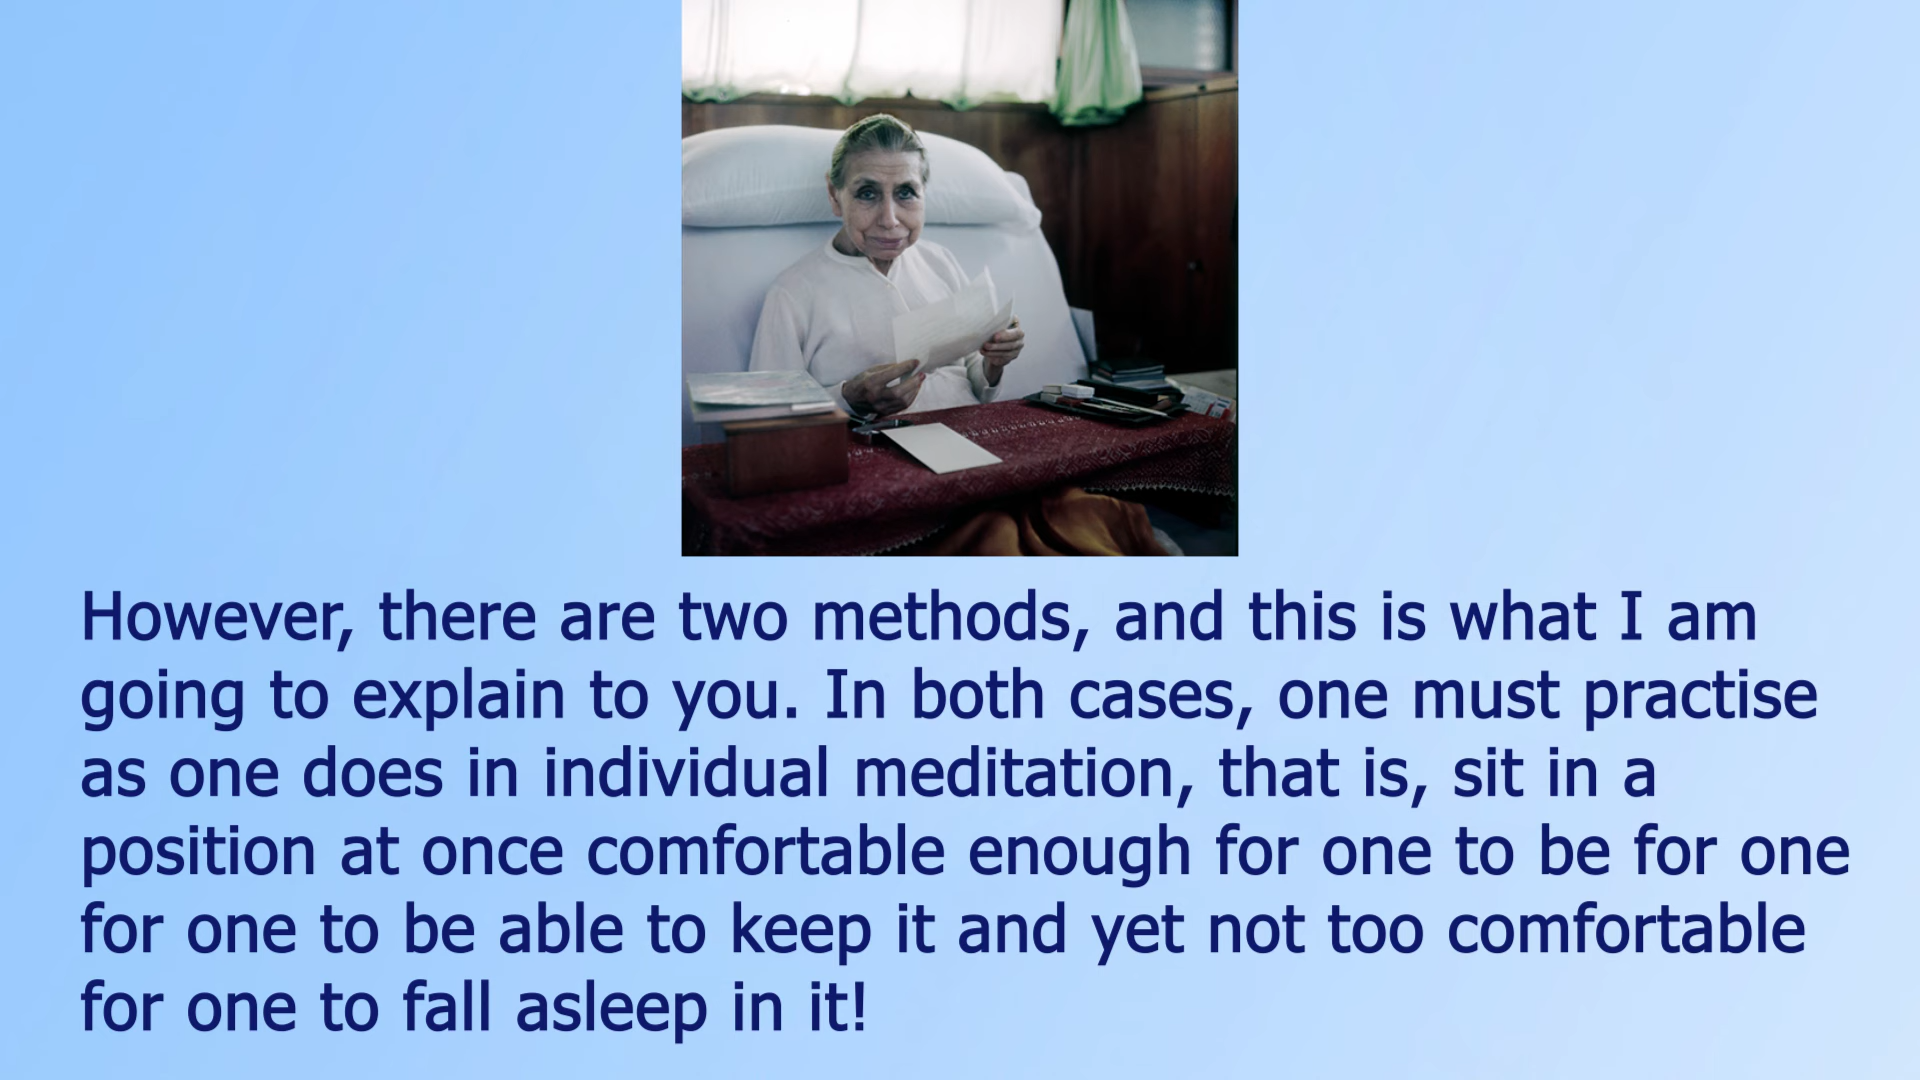 However, there are two methods, and this is what I am
going to explain to you. In both cases, one must practise
as one does in individual meditation, that is, sit in a
position at once comfortable enough for one to be for one
for one to be able to keep it and yet not too comfortable
for one to fall asleep in it!